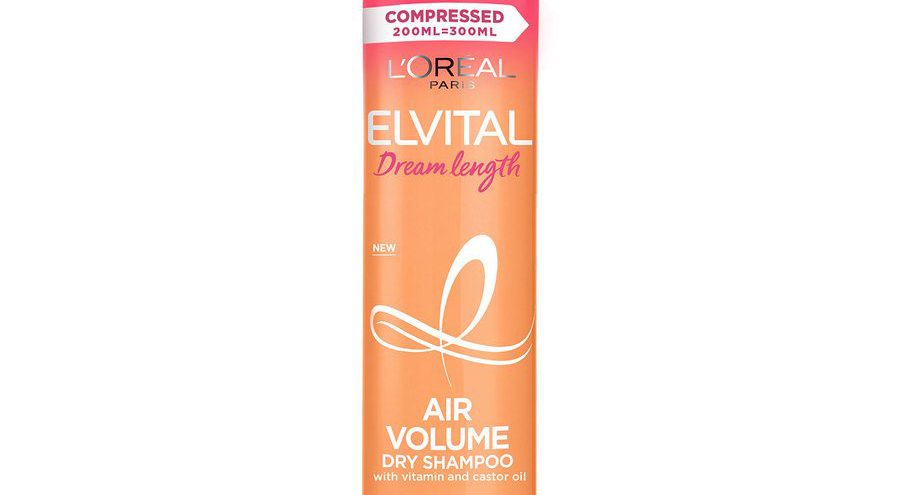 COMPRESSED
200ML=300ML
L'ORÉAL
PARIS
ELVITAL
Dream length
NEW
AIR
VOLUME
DRY SHAMPOO
with vitamin and castor oil